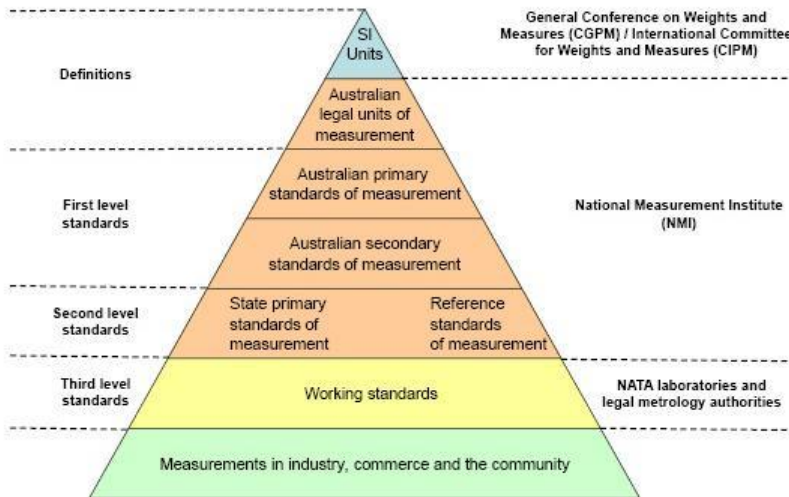 General Conference on Weights and
Measures (CGPM) / International Committee
for Weights and Measures (CIPM)
SI
Units
Definitions
Australian
legal units of
measurement
Australian primary
standards of measurement
First level
standards
National Measurement Institute
(NMI)
Australian secondary
standards of measurement
Second level
standards
State primary
standards of
measurement
Reference
standards
of measurement
Third level
standards
Working standards
NATA laboratories and
legal metrology authorities
Measurements in industry, commerce and the community